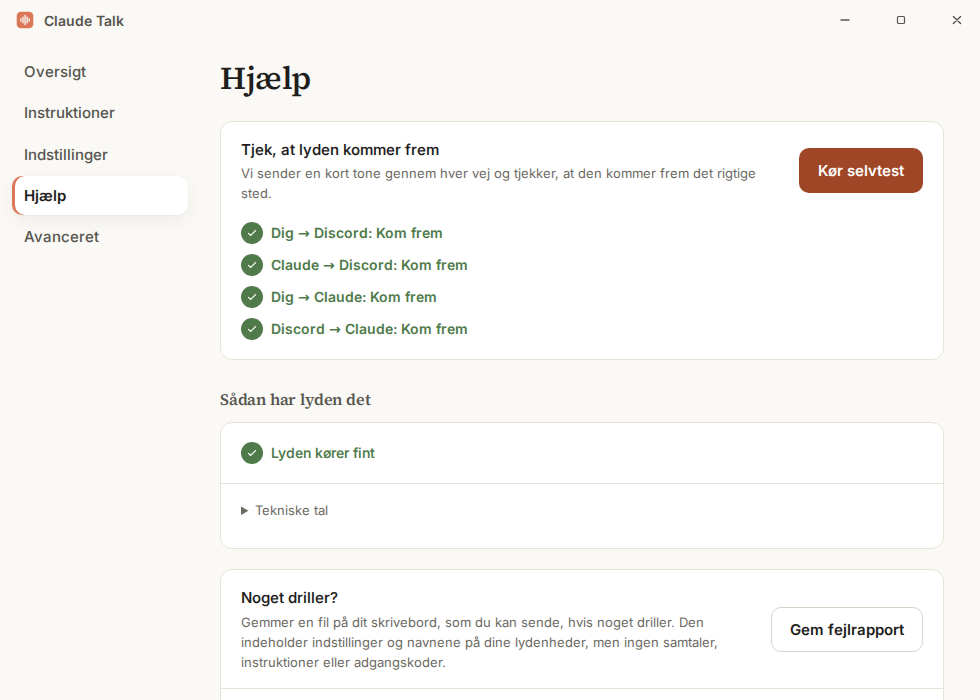 Claude Talk
Oversigt
Instruktioner
Indstillinger
Hjælp
Avanceret
Hjælp
Tjek, at lyden kommer frem
Vi sender en kort tone gennem hver vej og tjekker, at den kommer frem det rigtige
sted.
Kør selvtest
Dig → Discord: Kom frem
Claude → Discord: Kom frem
Dig → Claude: Kom frem
Discord → Claude: Kom frem
Sådan har lyden det
Lyden kører fint
Tekniske tal
Noget driller?
Gemmer en fil på dit skrivebord, som du kan sende, hvis noget driller. Den
indeholder indstillinger og navnene på dine lydenheder, men ingen samtaler,
instruktioner eller adgangskoder.
Gem fejlrapport